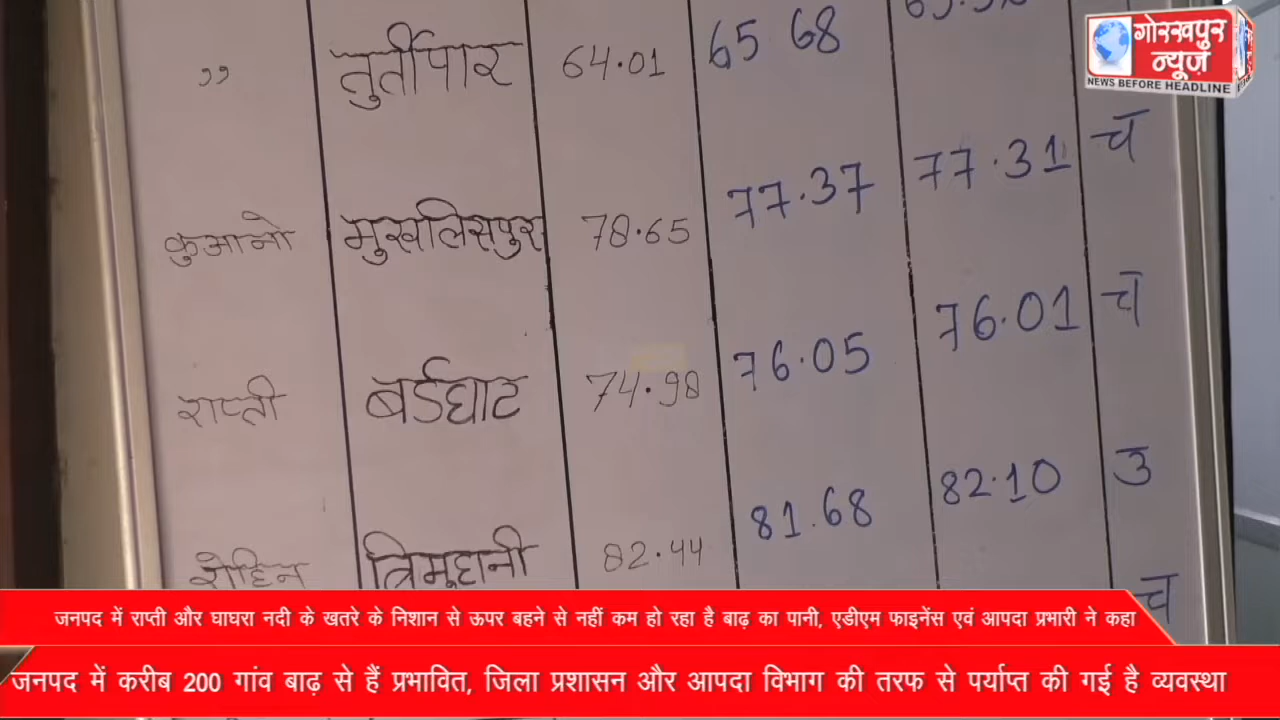 गोरखपुर
न्यूज़
NEWS BEFORE HEADLINE
,, तुर्तीपार 64.01 65 68
कुआनो मुखलिसपुर 78.65 77.37 77.31 च
राप्ती बर्डघाट 74.98 76.05 76.01 च
रोहिन त्रिमुहानी 82.44 81.68 82.10 उ
च
जनपद में राप्ती और घाघरा नदी के खतरे के निशान से ऊपर बहने से नहीं कम हो रहा है बाढ़ का पानी, एडीएम फाइनेंस एवं आपदा प्रभारी ने कहा
जनपद में करीब 200 गांव बाढ़ से हैं प्रभावित, जिला प्रशासन और आपदा विभाग की तरफ से पर्याप्त की गई है व्यवस्था